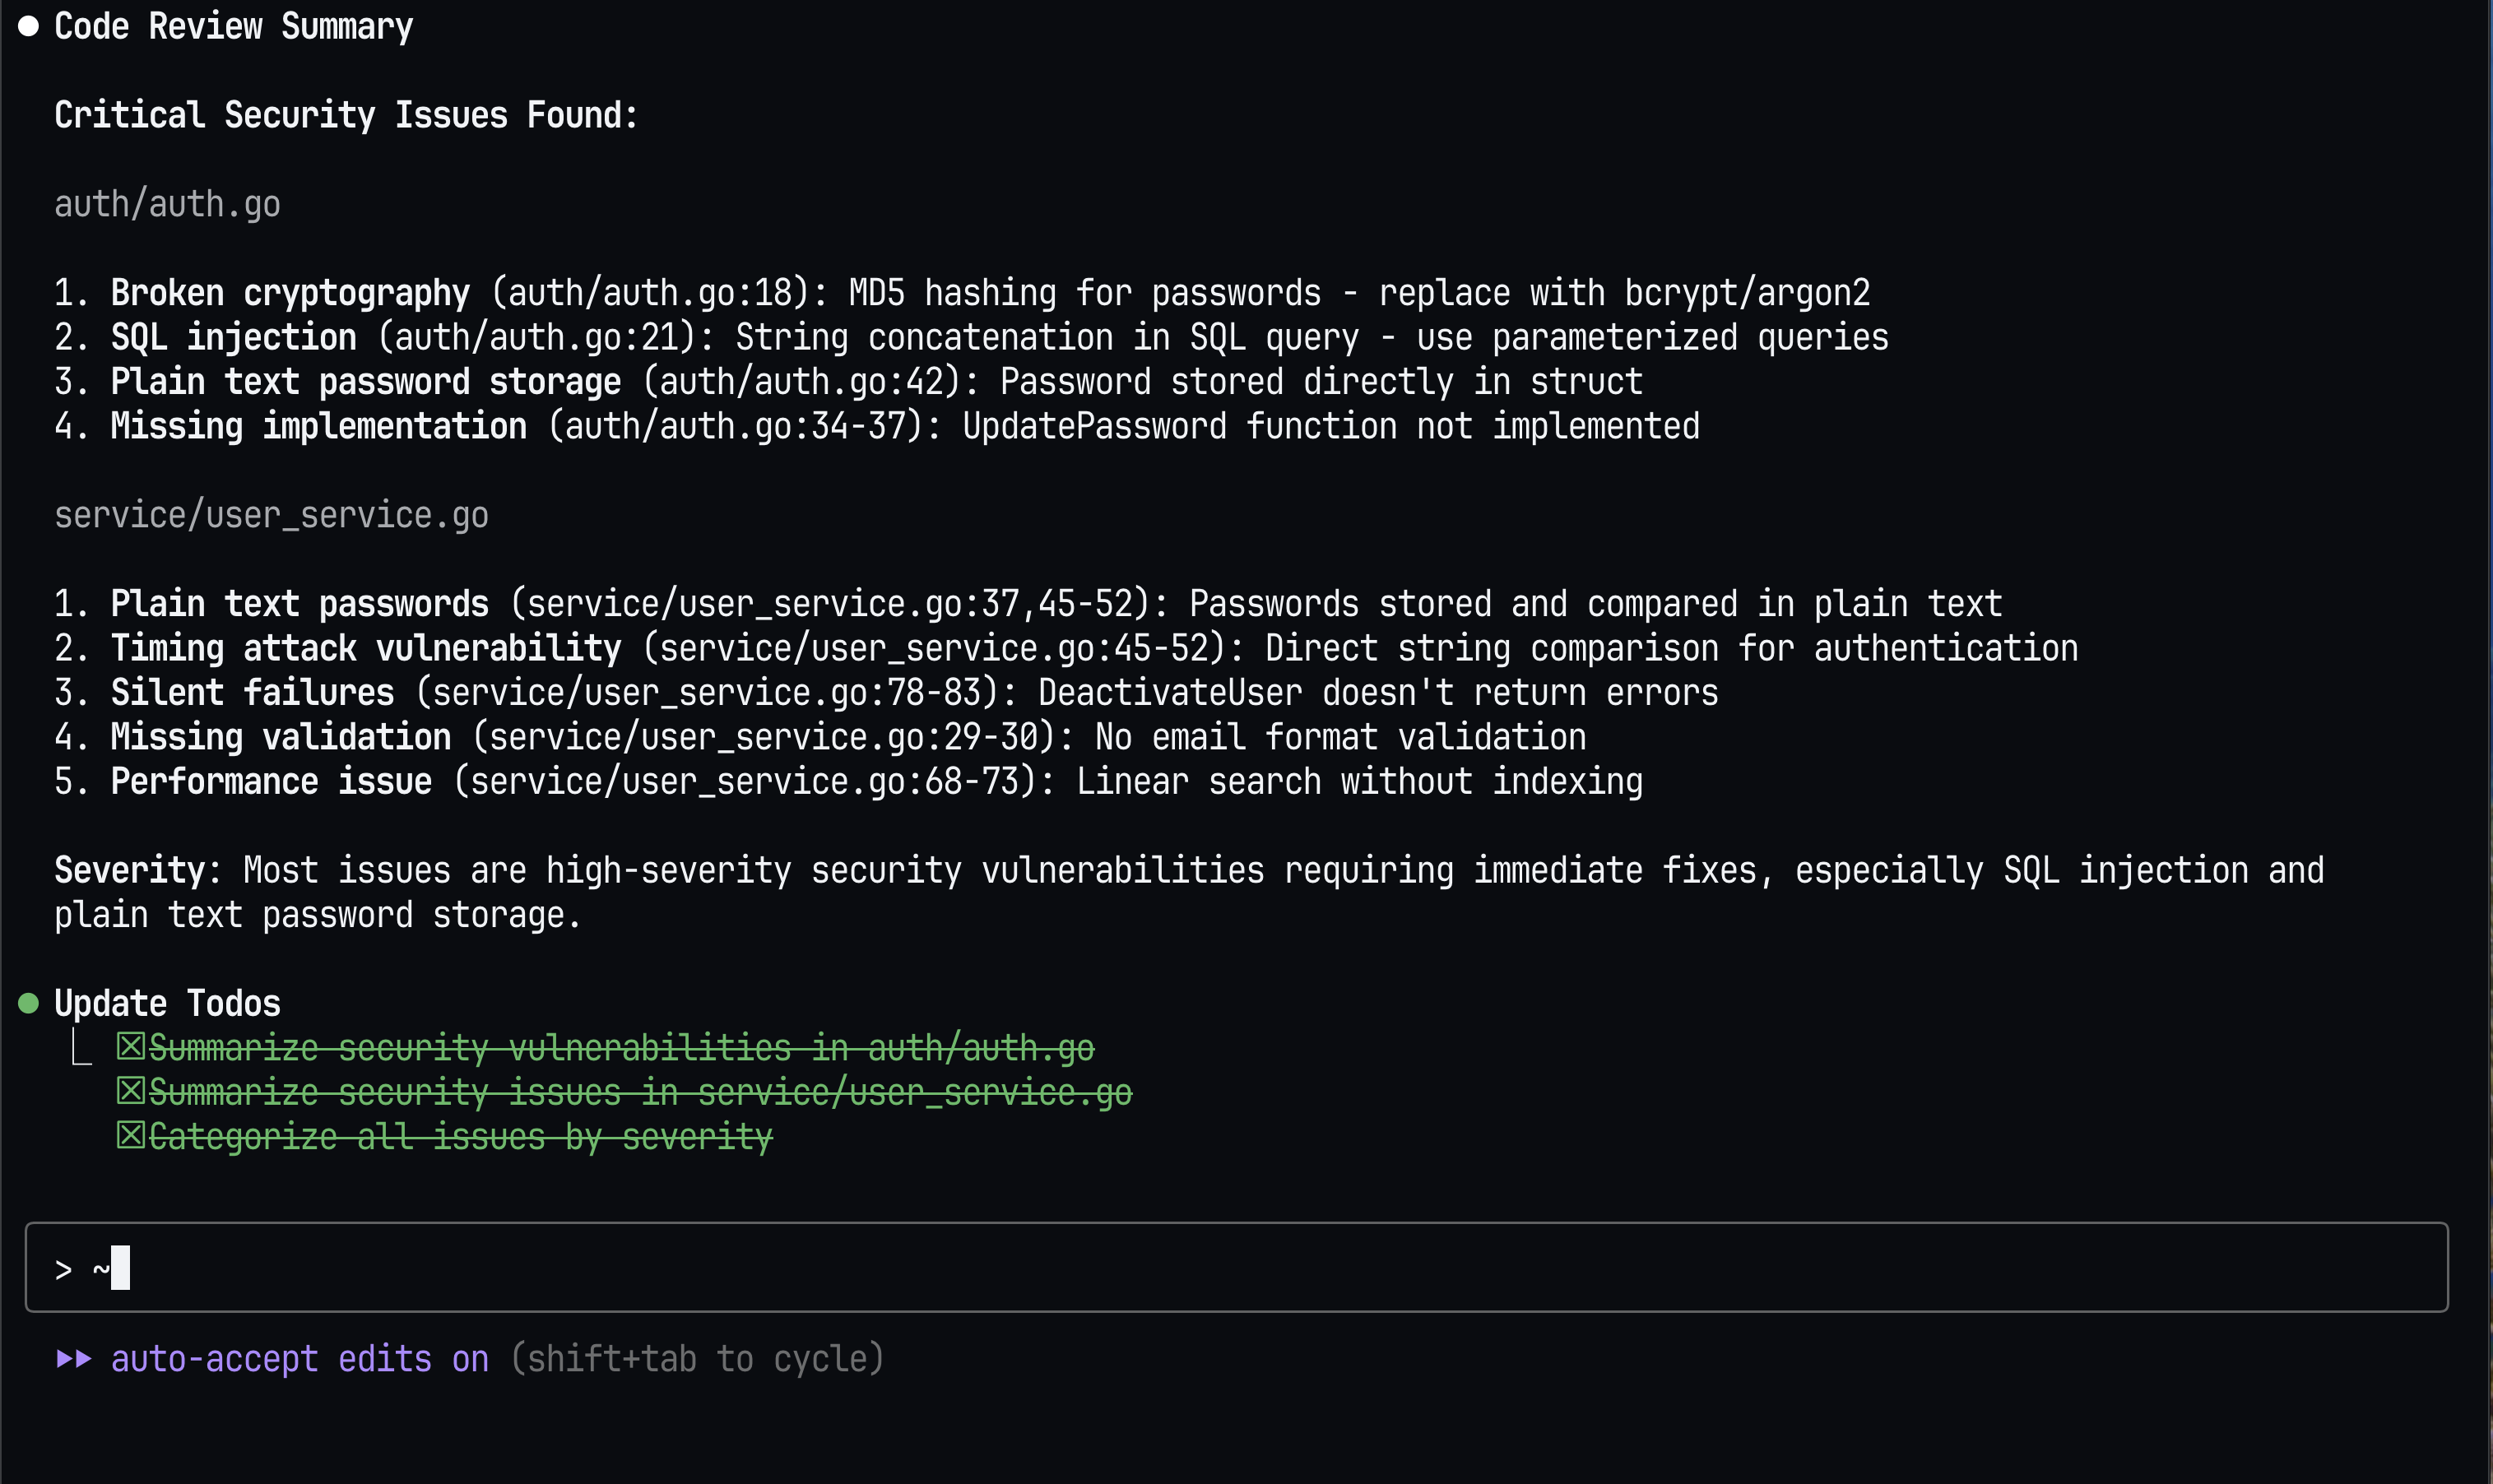 ● Code Review Summary
Critical Security Issues Found:
auth/auth.go
1. Broken cryptography (auth/auth.go:18): MD5 hashing for passwords - replace with bcrypt/argon2
2. SQL injection (auth/auth.go:21): String concatenation in SQL query - use parameterized queries
3. Plain text password storage (auth/auth.go:42): Password stored directly in struct
4. Missing implementation (auth/auth.go:34-37): UpdatePassword function not implemented
service/user_service.go
1. Plain text passwords (service/user_service.go:37,45-52): Passwords stored and compared in plain text
2. Timing attack vulnerability (service/user_service.go:45-52): Direct string comparison for authentication
3. Silent failures (service/user_service.go:78-83): DeactivateUser doesn't return errors
4. Missing validation (service/user_service.go:29-30): No email format validation
5. Performance issue (service/user_service.go:68-73): Linear search without indexing
Severity: Most issues are high-severity security vulnerabilities requiring immediate fixes, especially SQL injection and
plain text password storage.
● Update Todos
⎿ ☒Summarize security vulnerabilities in auth/auth.go
☒Summarize security issues in service/user_service.go
☒Categorize all issues by severity
> ~
⏵⏵ auto-accept edits on (shift+tab to cycle)